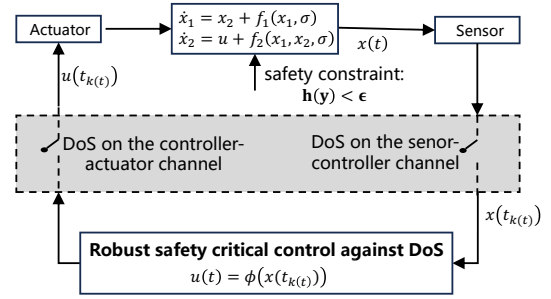 Actuator
ẋ₁ = x₂ + f₁(x₁, σ)
ẋ₂ = u + f₂(x₁, x₂, σ)
x(t)
Sensor
u(t_{k(t)})
safety constraint:
h(y) < ϵ
DoS on the controller-
actuator channel
DoS on the senor-
controller channel
x(t_{k(t)})
Robust safety critical control against DoS
u(t) = ϕ(x(t_{k(t)}))